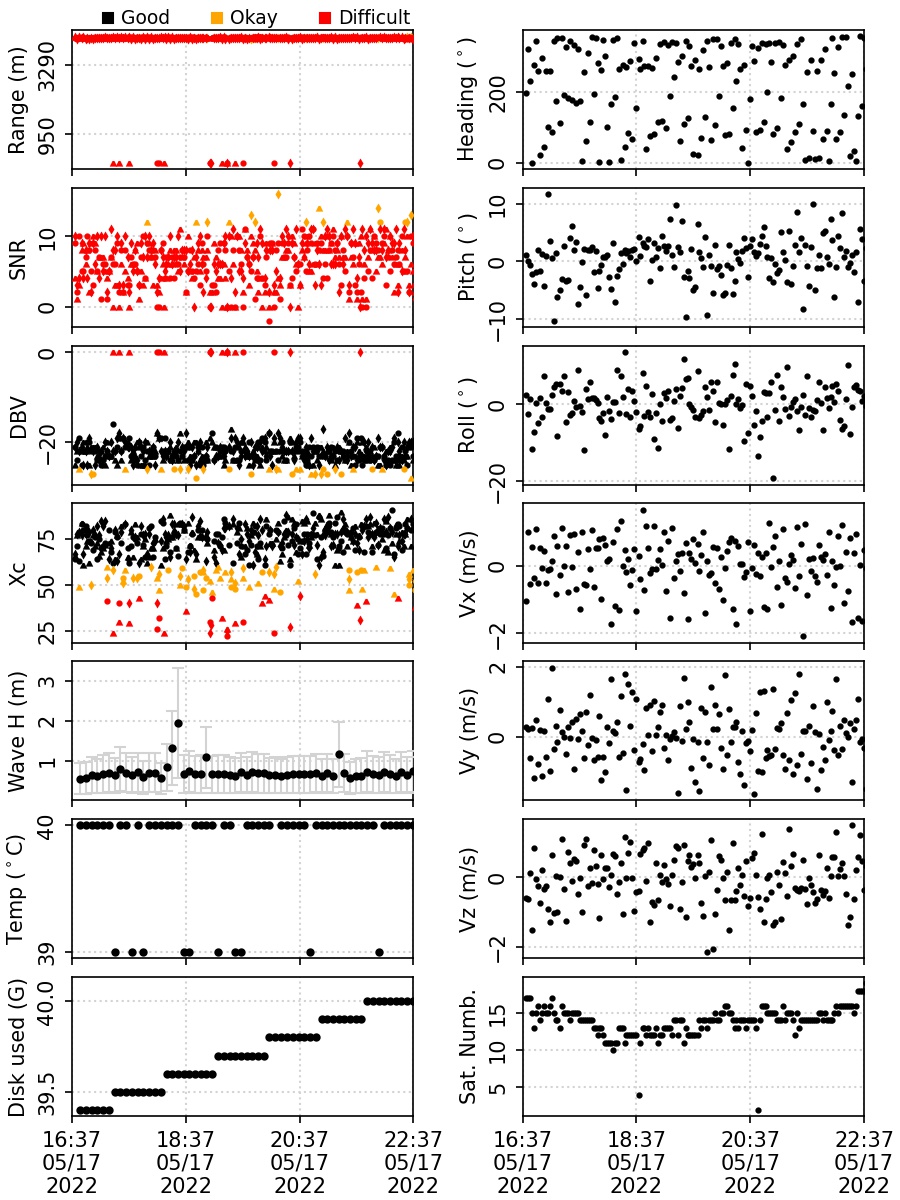 Good Okay Difficult
Range (m)
3290
950
Heading (°)
200
0
SNR
10
0
Pitch (°)
10
0
−10
DBV
0
−20
Roll (°)
0
−20
Xc
75
50
25
Vx (m/s)
0
−2
Wave H (m)
3
2
1
Vy (m/s)
2
0
Temp (°C)
40
39
Vz (m/s)
0
−2
Disk used (G)
40.0
39.5
Sat. Numb.
15
10
5
16:37 18:37 20:37 22:37
05/17 05/17 05/17 05/17
2022 2022 2022 2022
16:37 18:37 20:37 22:37
05/17 05/17 05/17 05/17
2022 2022 2022 2022